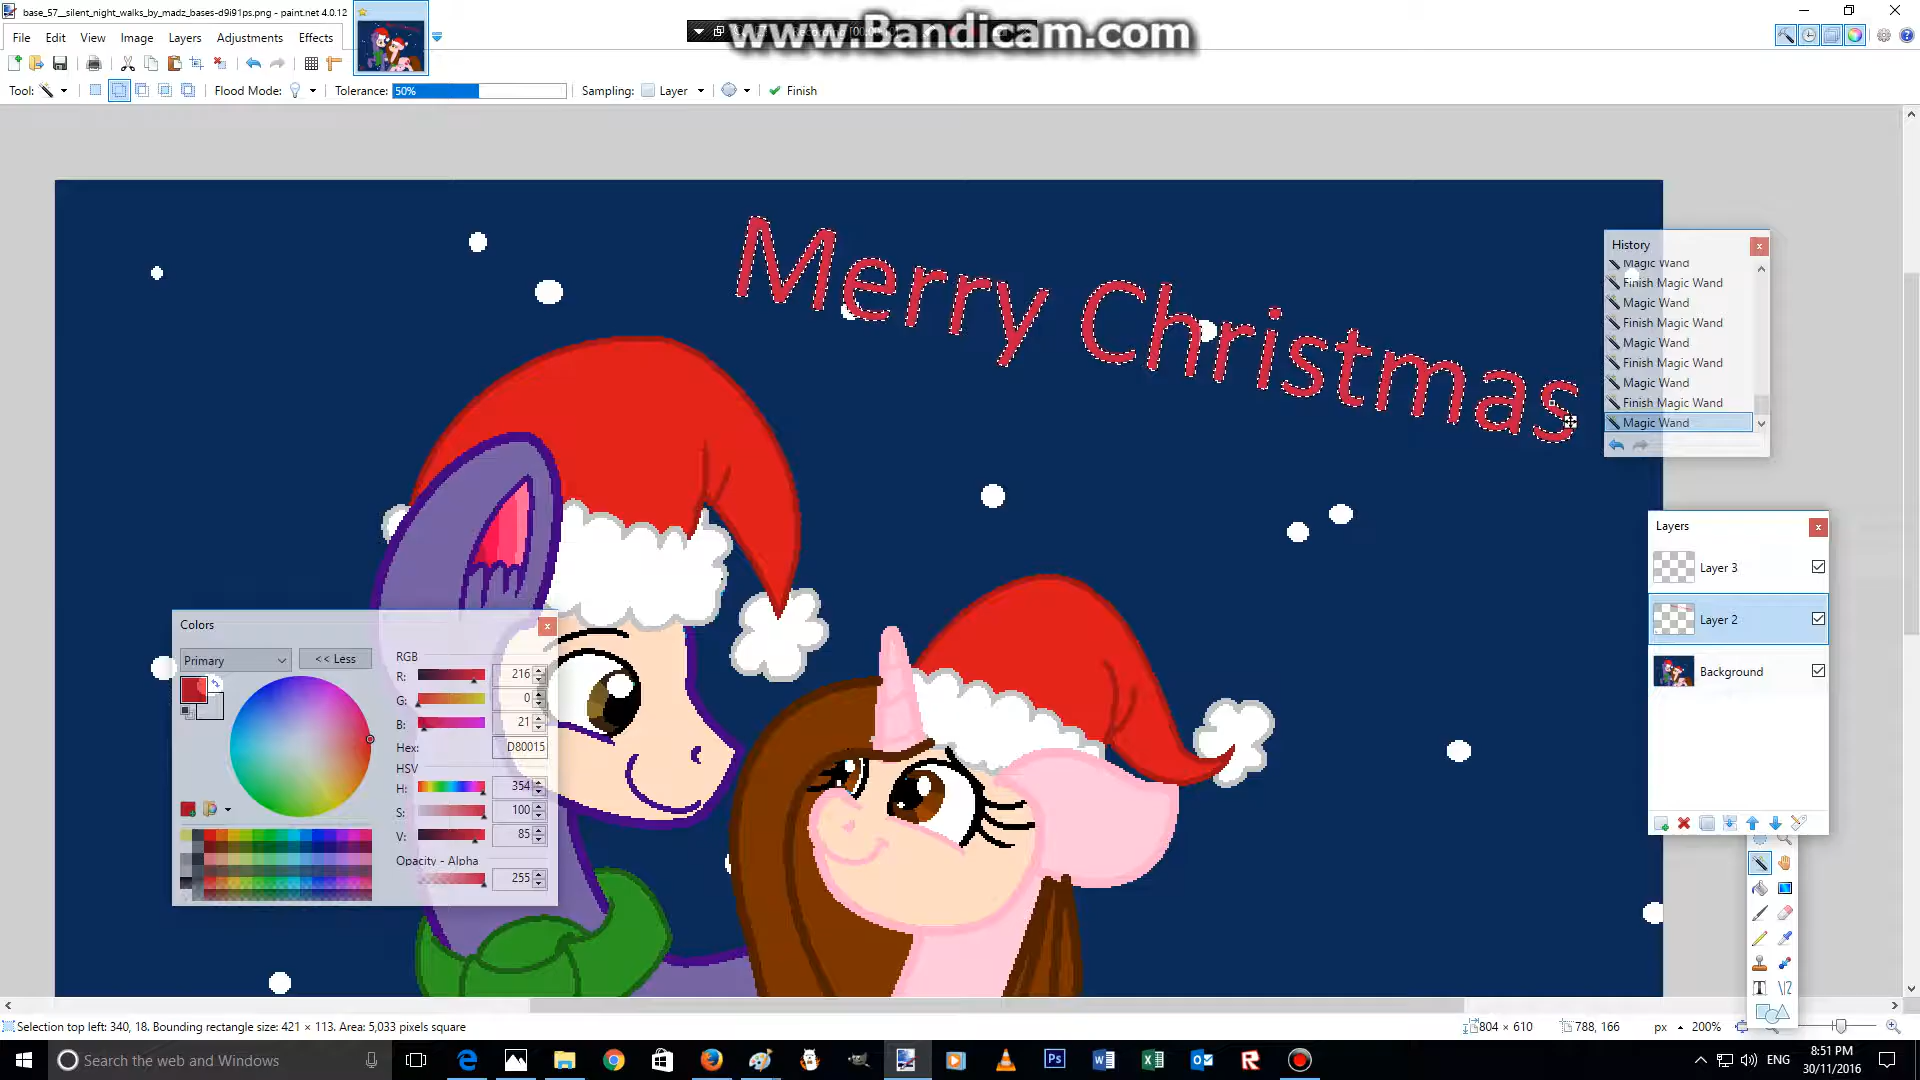 base_57__silent_night_walks_by_madz_bases-d9i91ps.png - paint.net 4.0.12
www.Bandicam.com
File Edit View Image Layers Adjustments Effects
Tool: Flood Mode: Tolerance: 50% Sampling: Layer Finish
Merry Christmas
History
Magic Wand
Finish Magic Wand
Magic Wand
Finish Magic Wand
Magic Wand
Finish Magic Wand
Magic Wand
Finish Magic Wand
Magic Wand
Layers
Layer 3
Layer 2
Background
Colors
Primary
<< Less
RGB
R: 216
G: 0
B: 21
Hex: D80015
HSV
H: 354
S: 100
V: 85
Opacity - Alpha
255
Selection top left: 340, 18. Bounding rectangle size: 421 × 113. Area: 5,033 pixels square
804 × 610
788, 166
px
200%
Search the web and Windows
ENG
8:51 PM
30/11/2016